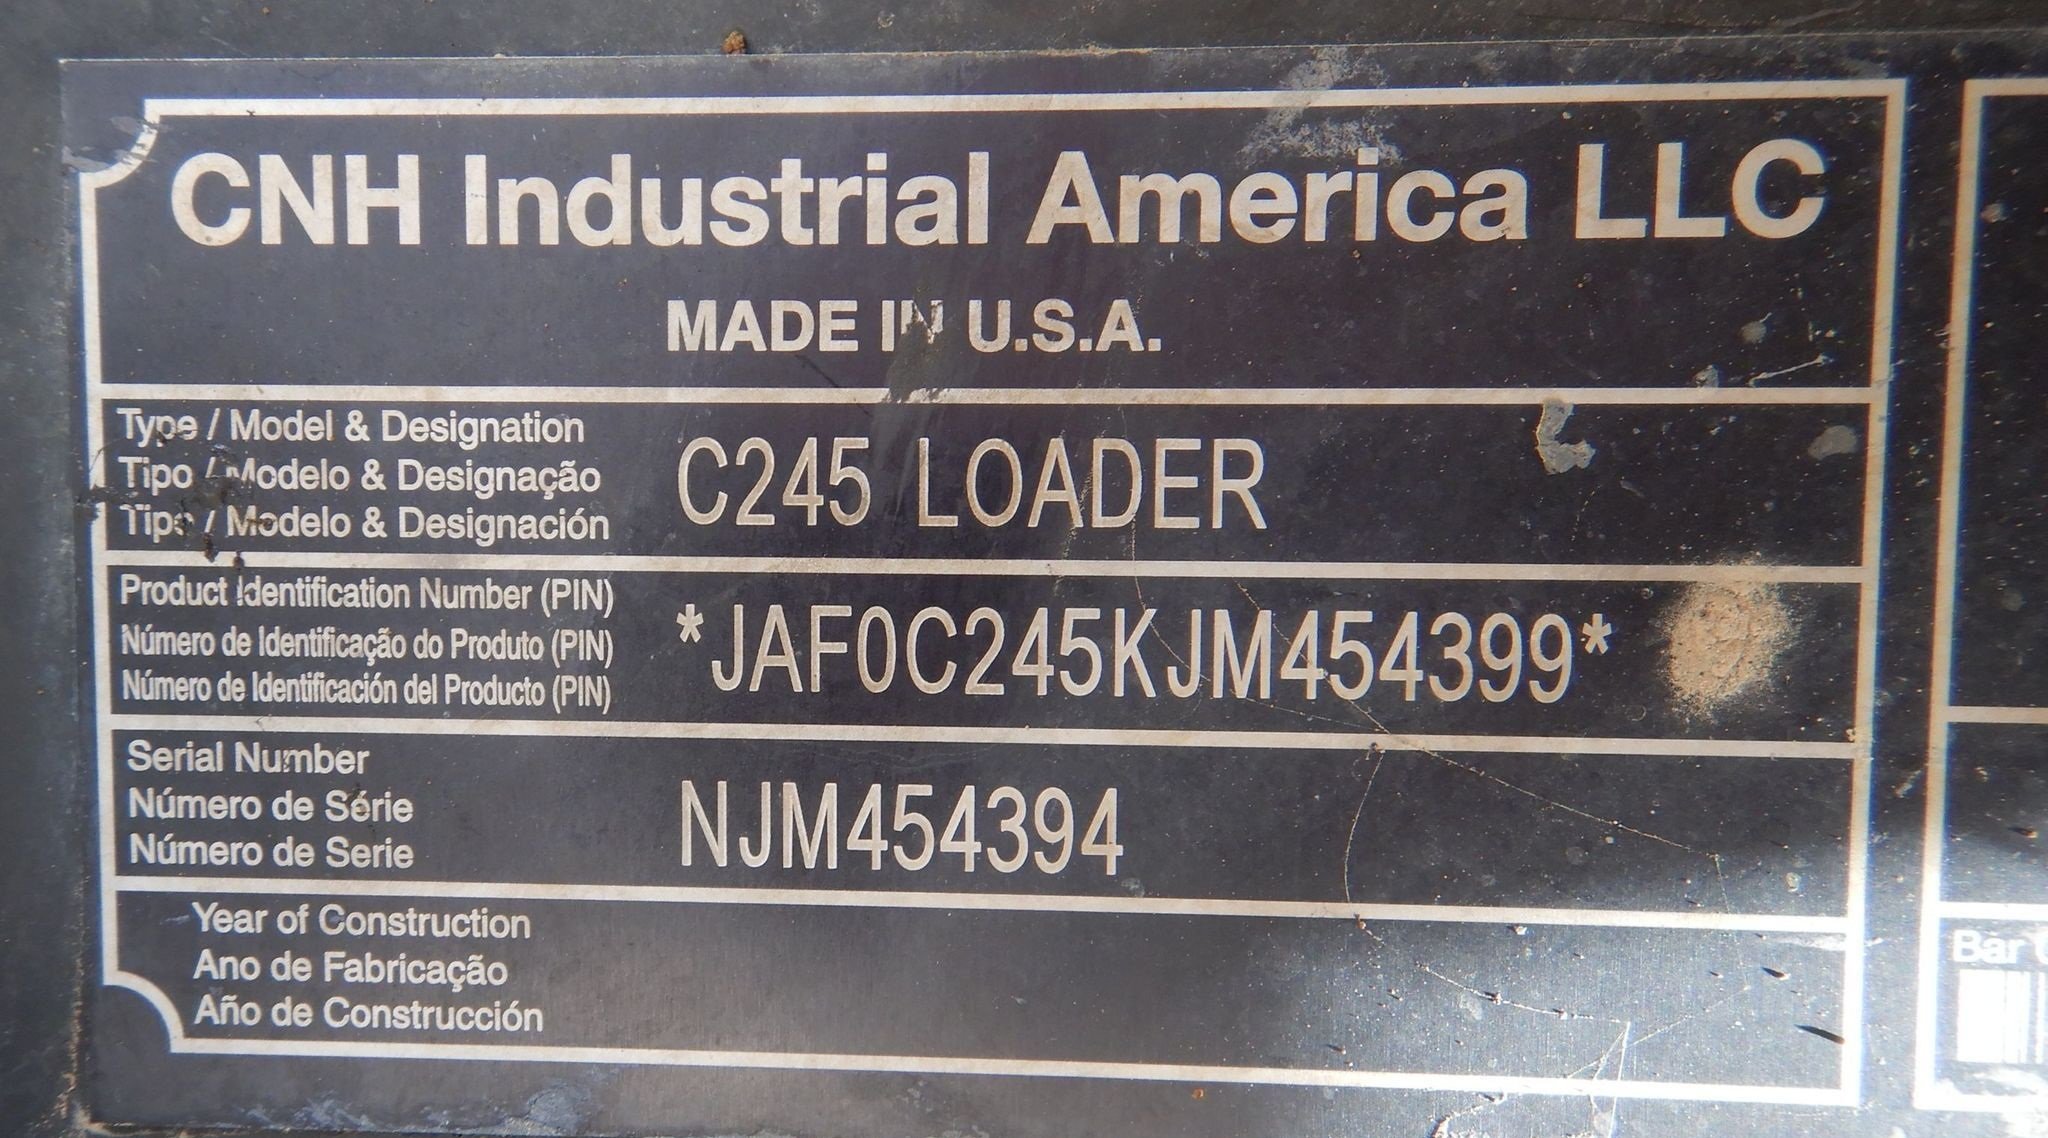 CNH Industrial America LLC
MADE IN U.S.A.
Type / Model & Designation
Tipo / Modelo & Designação
Tipo / Modelo & Designación
C245 LOADER
Product Identification Number (PIN)
Número de Identificação do Produto (PIN)
Número de Identificación del Producto (PIN)
*JAF0C245KJM454399*
Serial Number
Número de Série
Número de Serie
NJM454394
Year of Construction
Ano de Fabricação
Año de Construcción
Bar